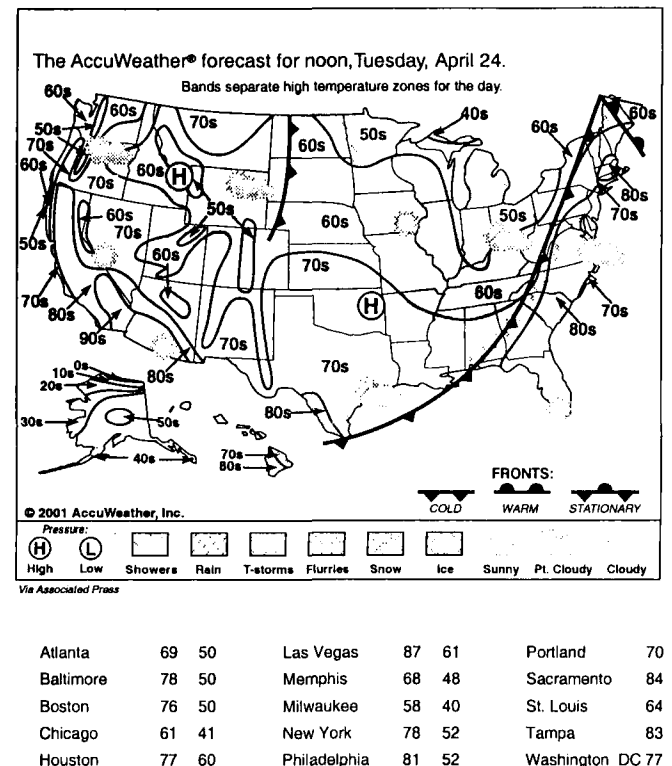 The AccuWeather® forecast for noon, Tuesday, April 24.
Bands separate high temperature zones for the day.
60s 60s 70s 40s 60s
50s 60s 50s 60s
70s
60s 60s 80s
70s 70s
60s 50s 60s 50s
70s
50s 60s 70s
70s 60s 70s
80s 80s
90s 70s
80s 70s
0s
10s
20s 80s
30s 50s
40s 70s
80s
H
H
FRONTS:
COLD WARM STATIONARY
© 2001 AccuWeather, Inc.
Pressure:
H L
High Low Showers Rain T-storms Flurries Snow Ice Sunny Pt. Cloudy Cloudy
Via Associated Press
Atlanta 69 50 Las Vegas 87 61 Portland 70
Baltimore 78 50 Memphis 68 48 Sacramento 84
Boston 76 50 Milwaukee 58 40 St. Louis 64
Chicago 61 41 New York 78 52 Tampa 83
Houston 77 60 Philadelphia 81 52 Washington DC 77